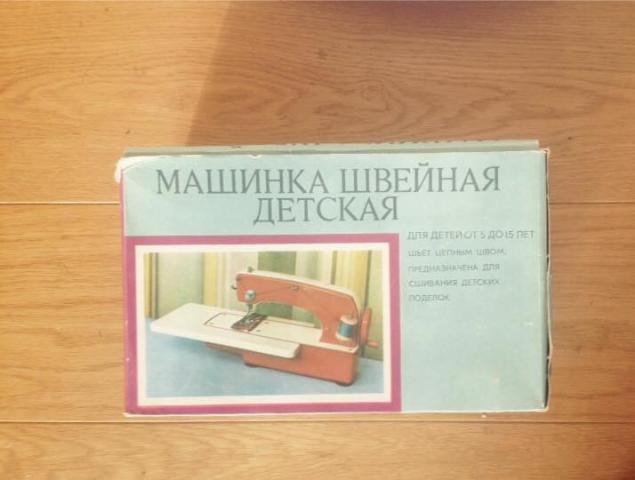 МАШИНКА ШВЕЙНАЯ
ДЕТСКАЯ
ДЛЯ ДЕТЕЙ ОТ 5 ДО 15 ЛЕТ
ШЬЕТ ЦЕПНЫМ ШВОМ,
ПРЕДНАЗНАЧЕНА ДЛЯ
СШИВАНИЯ ДЕТСКИХ
ПОДЕЛОК